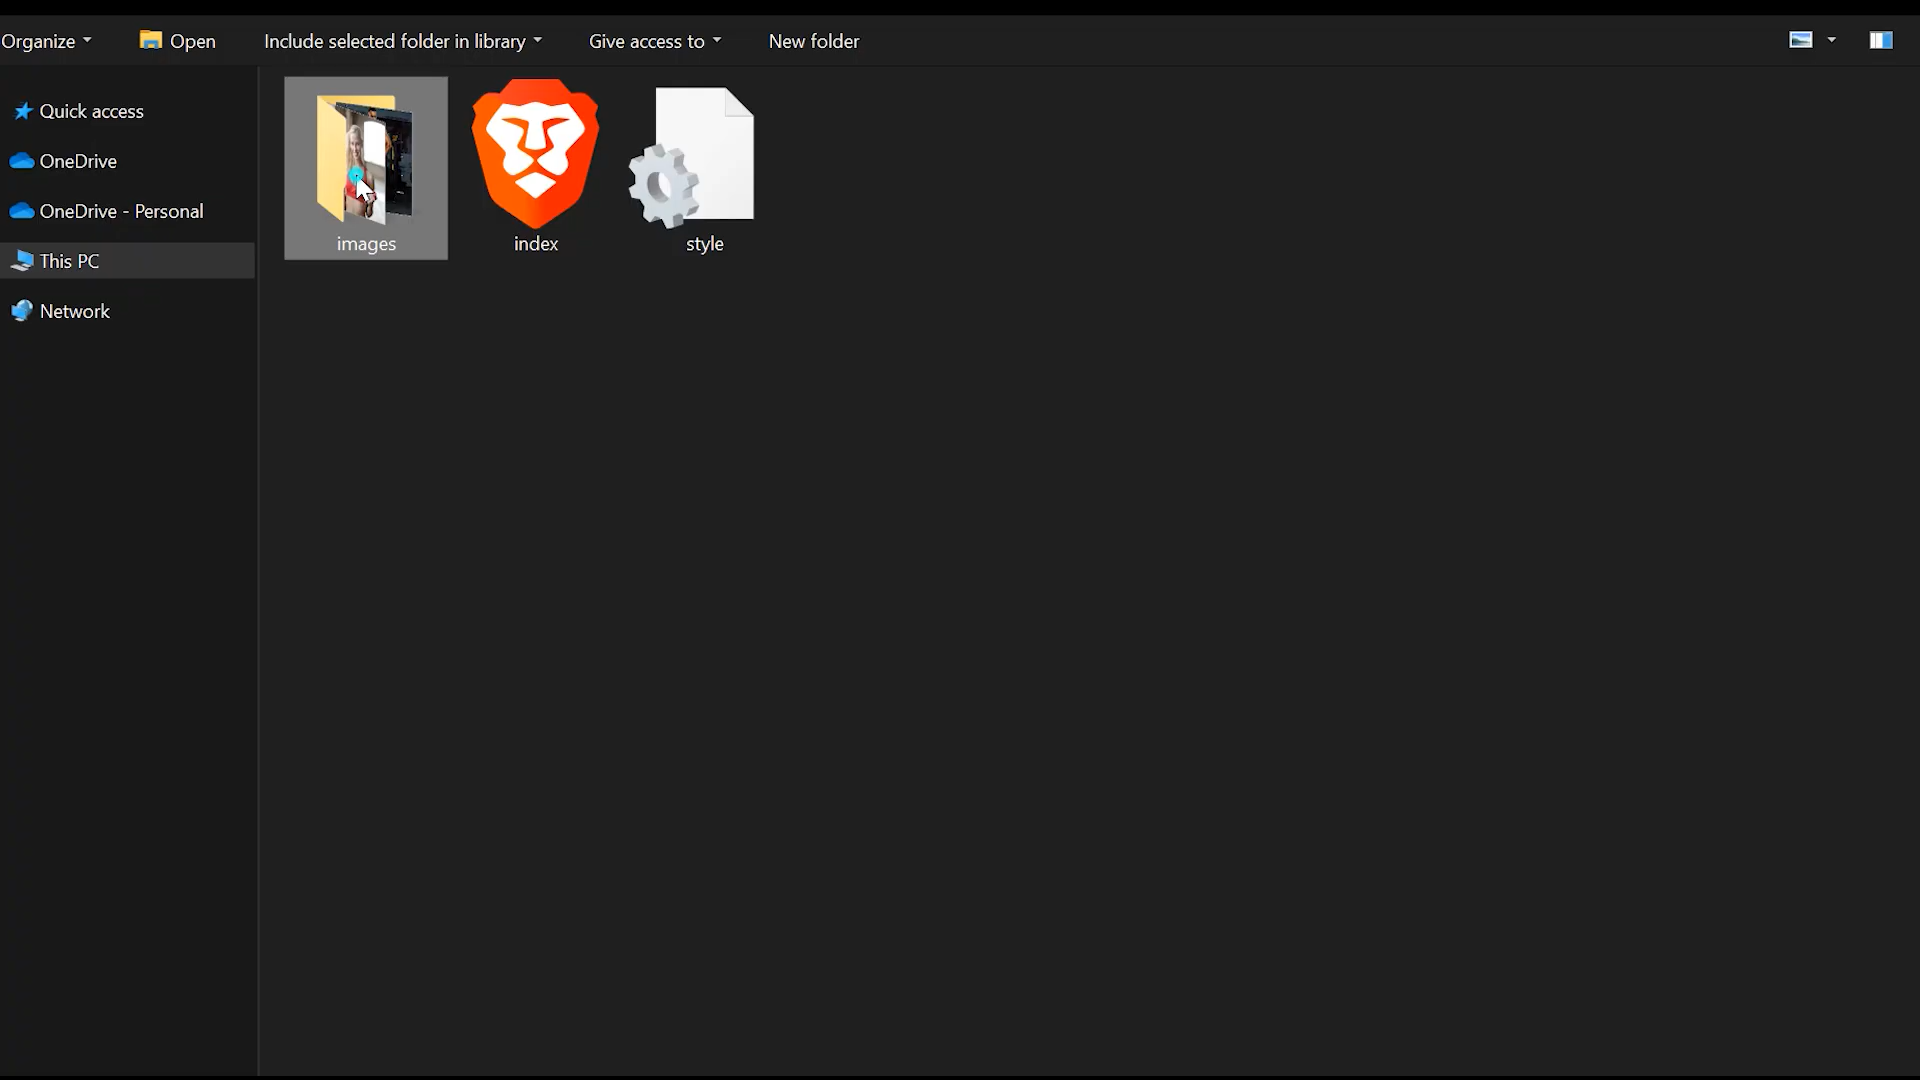 Organize Open Include selected folder in library Give access to New folder
Quick access
OneDrive
OneDrive - Personal
This PC
Network
images index style